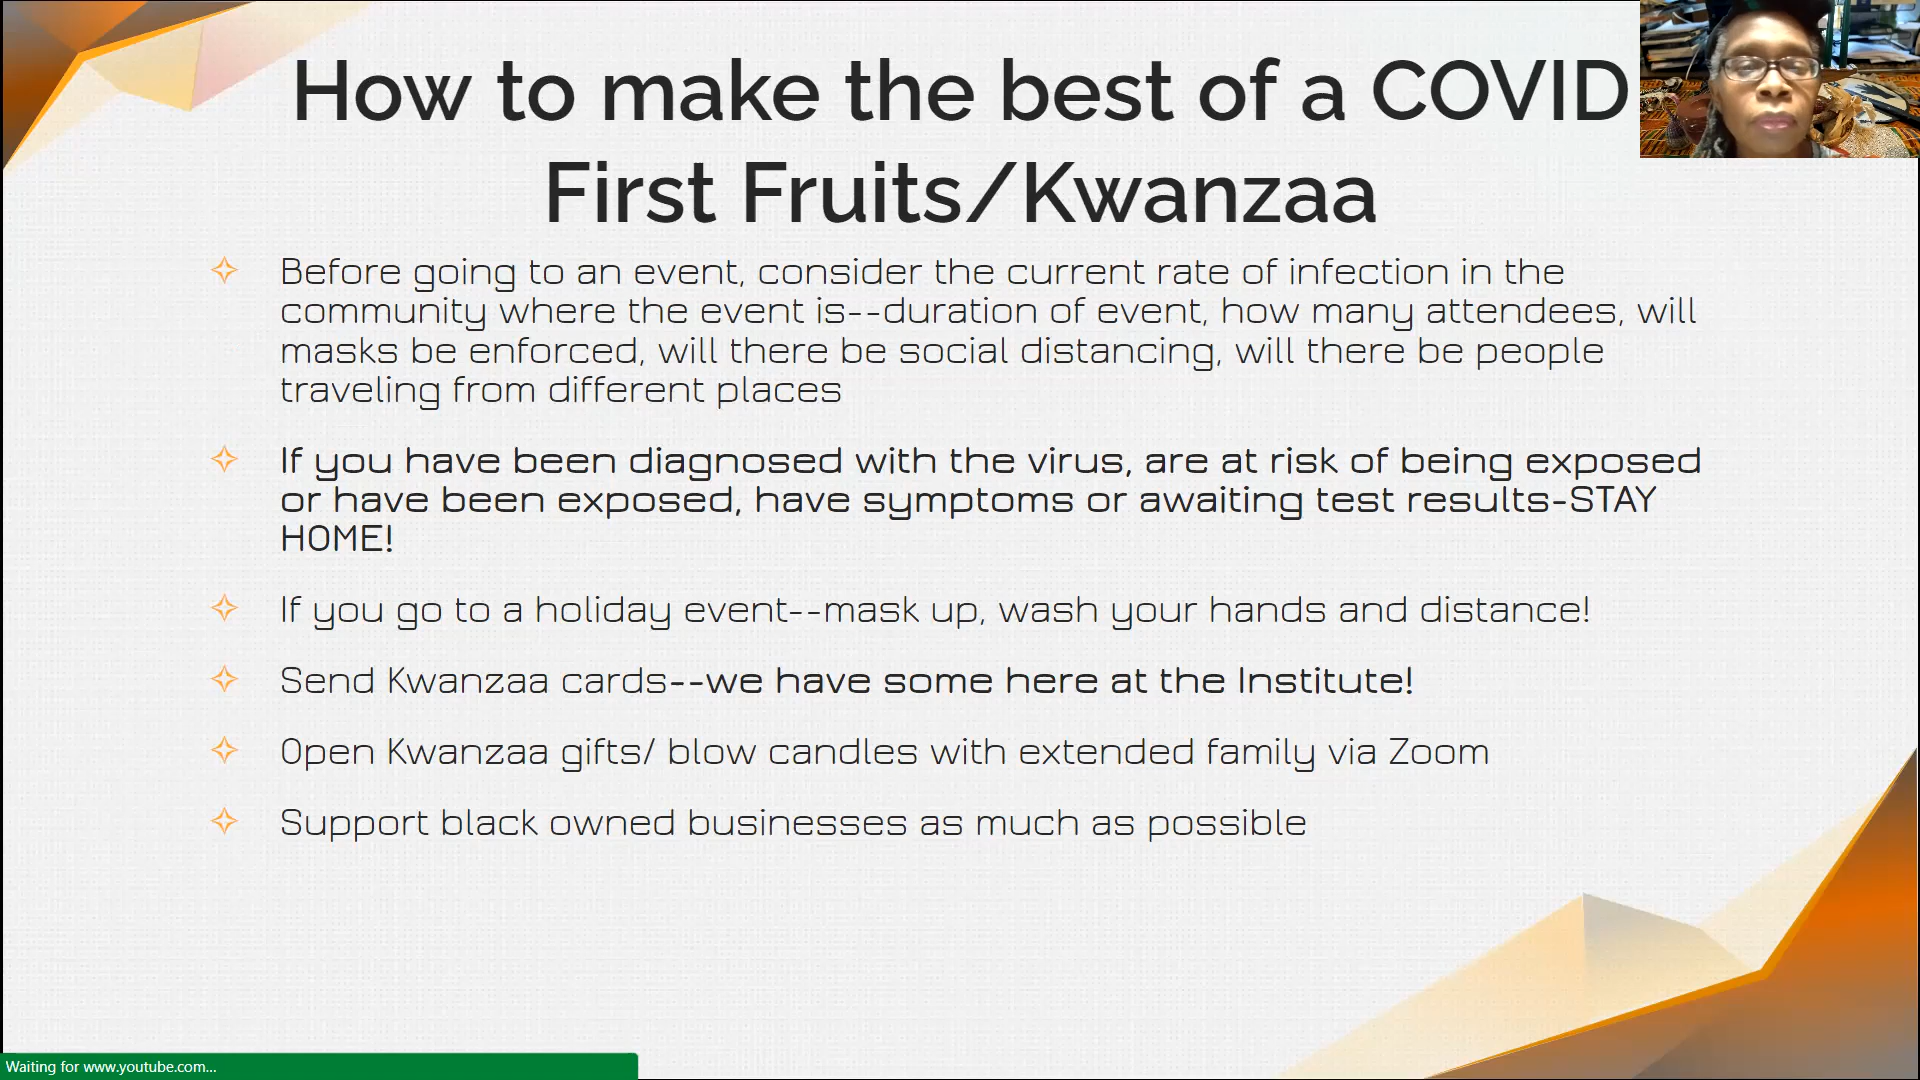 How to make the best of a COVID
First Fruits/Kwanzaa
Before going to an event, consider the current rate of infection in the
community where the event is--duration of event, how many attendees, will
masks be enforced, will there be social distancing, will there be people
traveling from different places
If you have been diagnosed with the virus, are at risk of being exposed
or have been exposed, have symptoms or awaiting test results-STAY
HOME!
If you go to a holiday event--mask up, wash your hands and distance!
Send Kwanzaa cards--we have some here at the Institute!
Open Kwanzaa gifts/ blow candles with extended family via Zoom
Support black owned businesses as much as possible
Waiting for www.youtube.com...